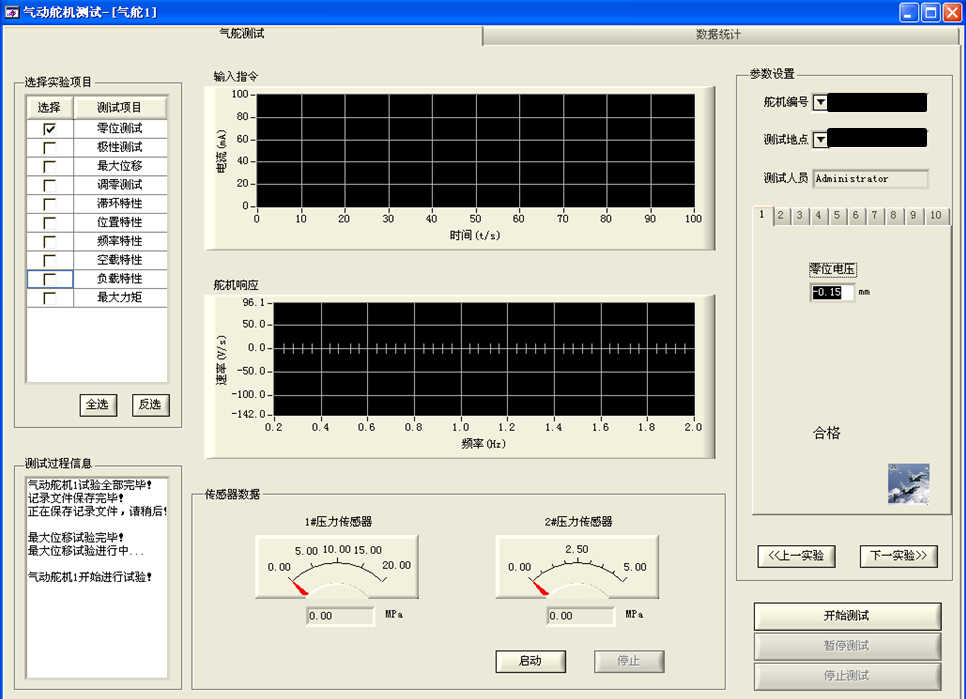 气动舵机测试-[气舵1]
气舵测试
数据统计
选择实验项目
选择 测试项目
零位测试
极性测试
最大位移
调零测试
滞环特性
位置特性
频率特性
空载特性
负载特性
最大力矩
全选 反选
测试过程信息
气动舵机1试验全部完毕!
记录文件保存完毕!
正在保存记录文件，请稍后!
最大位移试验完毕!
最大位移试验进行中...
气动舵机1开始进行试验!
输入指令
电流(mA)
100
80
60
40
20
0
0 10 20 30 40 50 60 70 80 90 100
时间(t/s)
舵机响应
速率(V/s)
96.1
50.0
0.0
-50.0
-100.0
-142.0
0.2 0.4 0.6 0.8 1.0 1.2 1.4 1.6 1.8 2.0
频率(Hz)
传感器数据
1#压力传感器
0.00 5.00 10.00 15.00 20.00
0.00 MPa
2#压力传感器
0.00 2.50 5.00
0.00 MPa
启动 停止
参数设置
舵机编号
测试地点
测试人员 Administrator
1 2 3 4 5 6 7 8 9 10
零位电压
-0.15 mm
合格
<<上一实验 下一实验>>
开始测试
暂停测试
停止测试